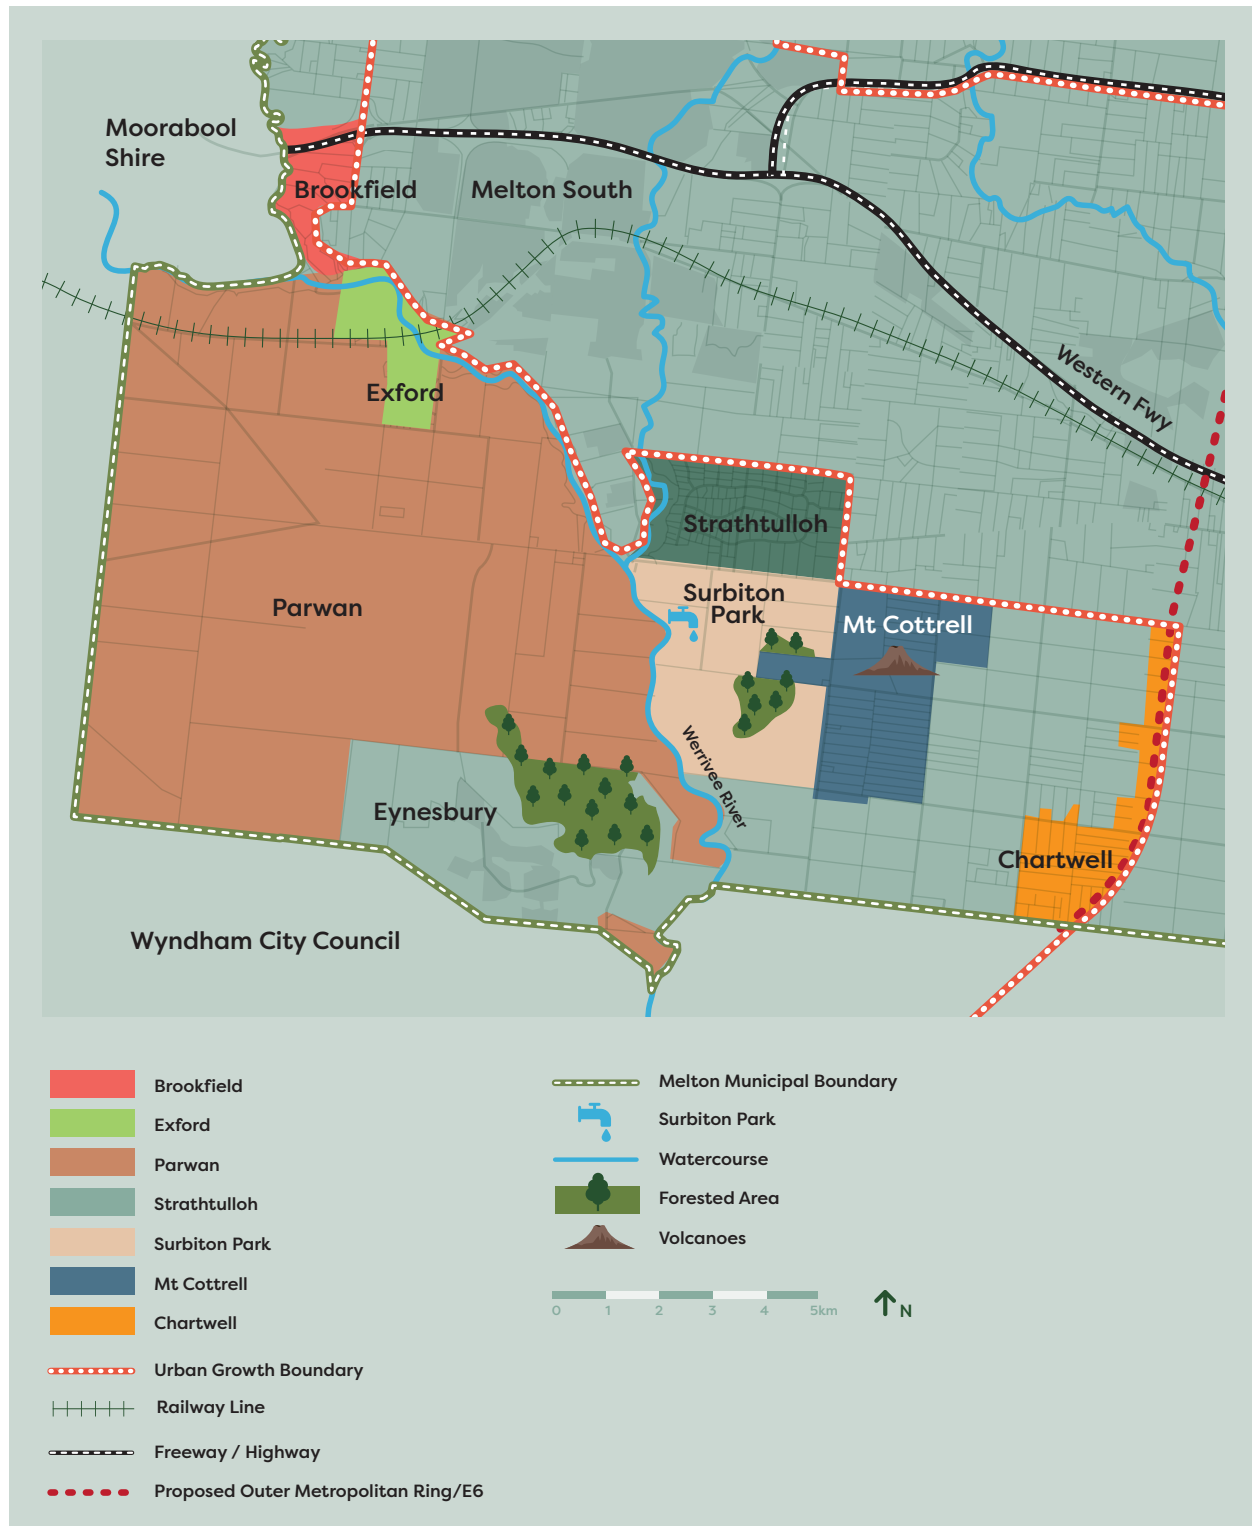 Moorabool
Shire
Brookfield
Melton South
Western Fwy
Exford
Strathtulloh
Surbiton
Park
Parwan
Mt Cottrell
Werrivee River
Eynesbury
Chartwell
Wyndham City Council
Brookfield
Exford
Parwan
Strathtulloh
Surbiton Park
Mt Cottrell
Chartwell
Urban Growth Boundary
Railway Line
Freeway / Highway
Proposed Outer Metropolitan Ring/E6
Melton Municipal Boundary
Surbiton Park
Watercourse
Forested Area
Volcanoes
0 1 2 3 4 5km
N